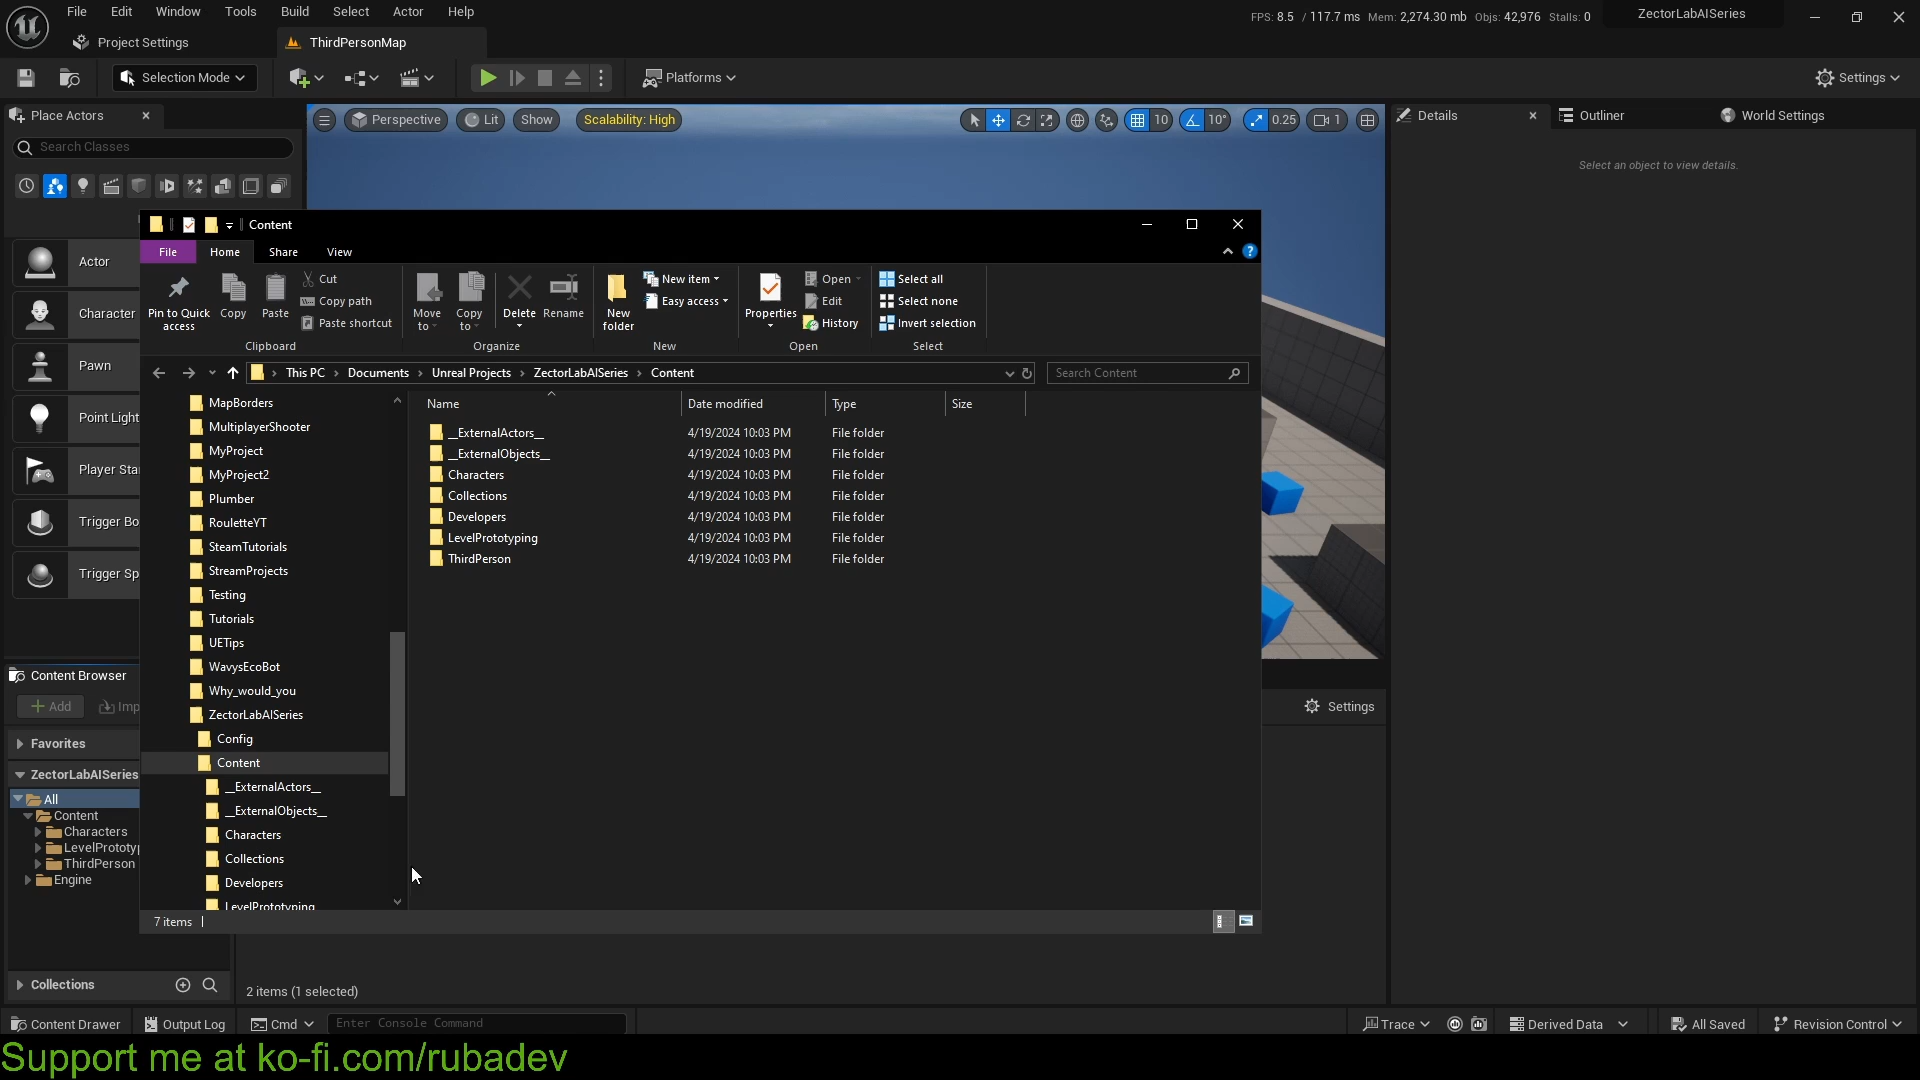 File Edit Window Tools Build Select Actor Help
FPS: 8.5 / 117.7 ms Mem: 2,274.30 mb Objs: 42,976 Stalls: 0
ZectorLabAISeries
Project Settings
ThirdPersonMap
Selection Mode
Platforms
Settings
Place Actors
Perspective
Lit
Show
Scalability: High
10
10°
0.25
1
Details
Outliner
World Settings
Search Classes
Select an object to view details.
Content
File Home Share View
Actor
Character
Pawn
Point Light
Player Sta
Trigger Bo
Trigger Sp
Pin to Quick
access
Copy
Paste
Cut
Copy path
Paste shortcut
Clipboard
Move
to
Copy
to
Delete
Rename
Organize
New
folder
New item
Easy access
New
Properties
Open
Edit
History
Open
Select all
Select none
Invert selection
Select
This PC
Documents
Unreal Projects
ZectorLabAISeries
Content
Search Content
MapBorders
MultiplayerShooter
MyProject
MyProject2
Plumber
RouletteYT
SteamTutorials
StreamProjects
Testing
Tutorials
UETips
WavysEcoBot
Why_would_you
ZectorLabAISeries
Config
Content
__ExternalActors__
__ExternalObjects__
Characters
Collections
Developers
LevelPrototyping
Name Date modified Type Size
__ExternalActors__ 4/19/2024 10:03 PM File folder
__ExternalObjects__ 4/19/2024 10:03 PM File folder
Characters 4/19/2024 10:03 PM File folder
Collections 4/19/2024 10:03 PM File folder
Developers 4/19/2024 10:03 PM File folder
LevelPrototyping 4/19/2024 10:03 PM File folder
ThirdPerson 4/19/2024 10:03 PM File folder
7 items
Content Browser
Add
Imp
Settings
Favorites
ZectorLabAISeries
All
Content
Characters
LevelPrototyp
ThirdPerson
Engine
Collections
2 items (1 selected)
Content Drawer
Output Log
Cmd
Enter Console Command
Trace
Derived Data
All Saved
Revision Control
Support me at ko-fi.com/rubadev